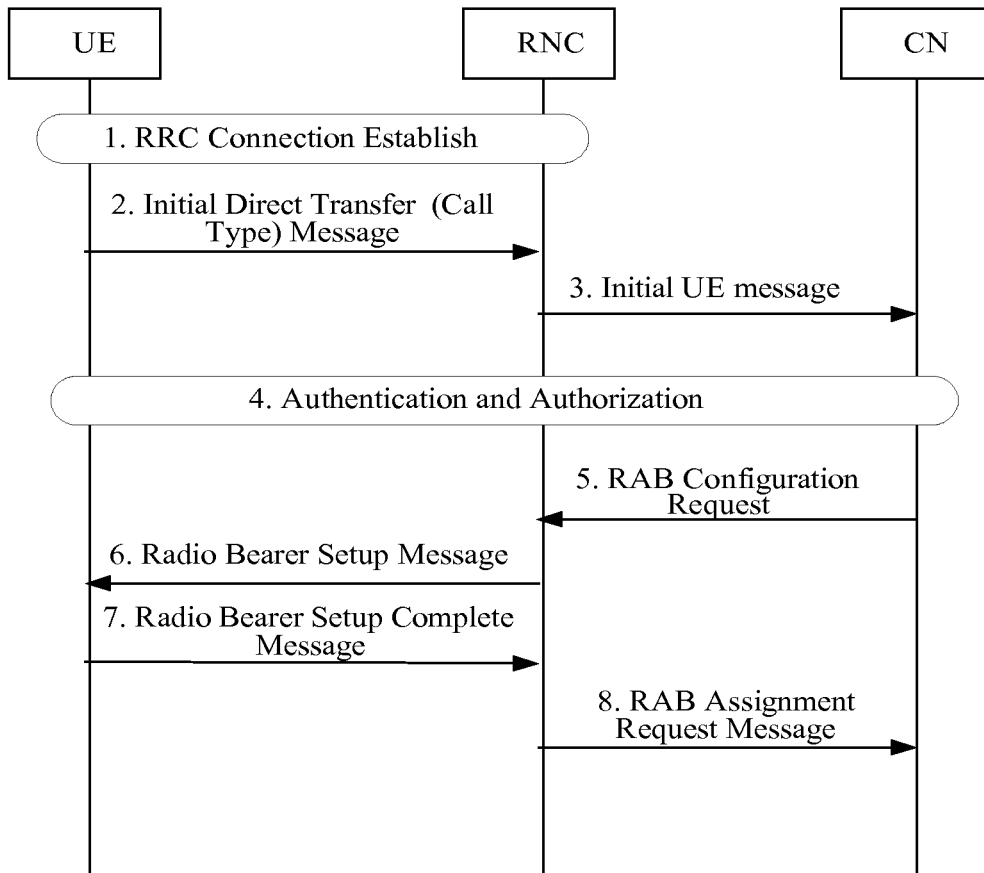 UE
RNC
CN
1. RRC Connection Establish
2. Initial Direct Transfer (Call
Type) Message
3. Initial UE message
4. Authentication and Authorization
5. RAB Configuration
Request
6. Radio Bearer Setup Message
7. Radio Bearer Setup Complete
Message
8. RAB Assignment
Request Message